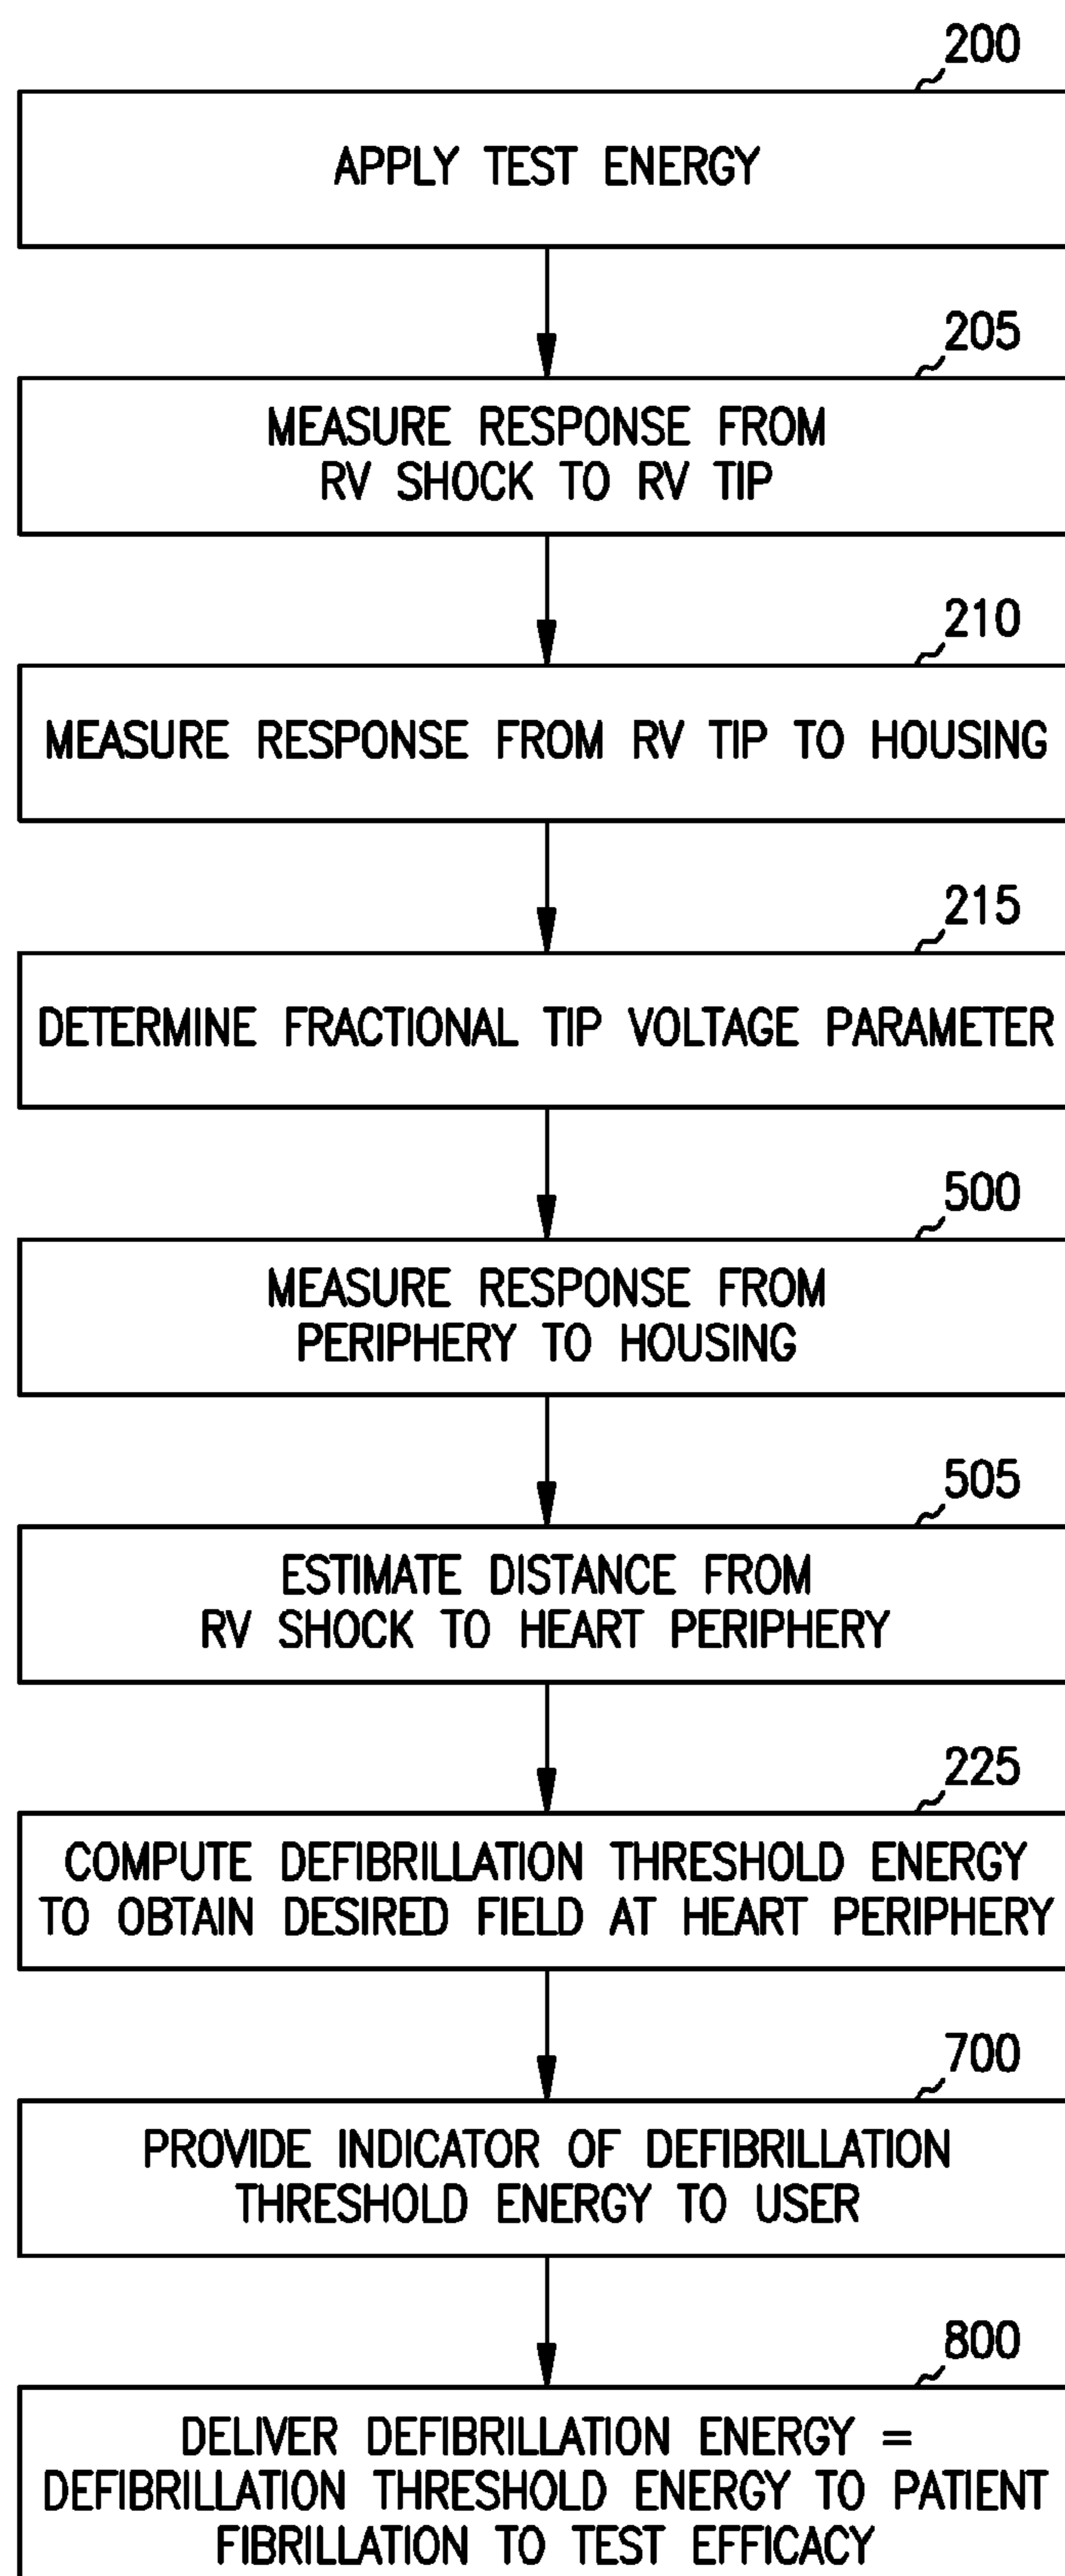 200
APPLY TEST ENERGY
205
MEASURE RESPONSE FROM
RV SHOCK TO RV TIP
210
MEASURE RESPONSE FROM RV TIP TO HOUSING
215
DETERMINE FRACTIONAL TIP VOLTAGE PARAMETER
500
MEASURE RESPONSE FROM
PERIPHERY TO HOUSING
505
ESTIMATE DISTANCE FROM
RV SHOCK TO HEART PERIPHERY
225
COMPUTE DEFIBRILLATION THRESHOLD ENERGY
TO OBTAIN DESIRED FIELD AT HEART PERIPHERY
700
PROVIDE INDICATOR OF DEFIBRILLATION
THRESHOLD ENERGY TO USER
800
DELIVER DEFIBRILLATION ENERGY =
DEFIBRILLATION THRESHOLD ENERGY TO PATIENT
FIBRILLATION TO TEST EFFICACY